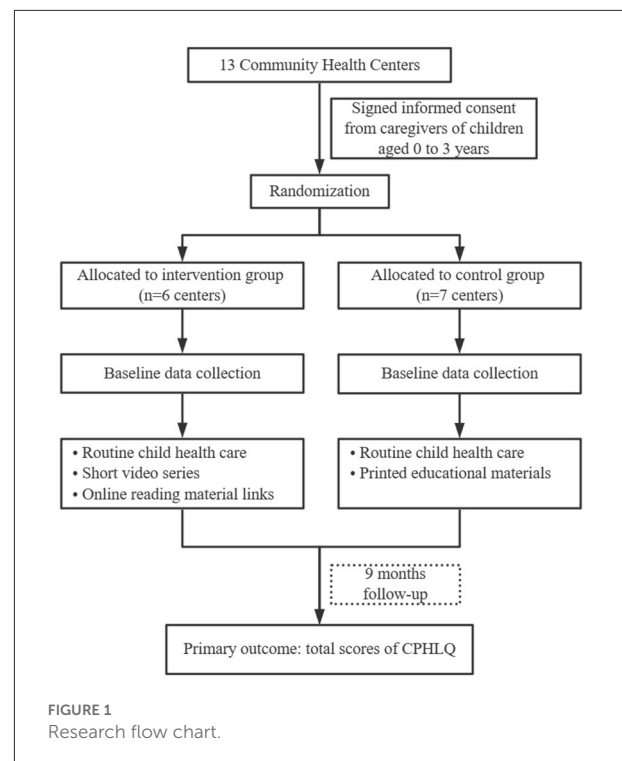 13 Community Health Centers
Signed informed consent
from caregivers of children
aged 0 to 3 years
Randomization
Allocated to intervention group
(n=6 centers)
Allocated to control group
(n=7 centers)
Baseline data collection
Baseline data collection
• Routine child health care
• Short video series
• Online reading material links
• Routine child health care
• Printed educational materials
9 months
follow-up
Primary outcome: total scores of CPHLQ
FIGURE 1
Research flow chart.